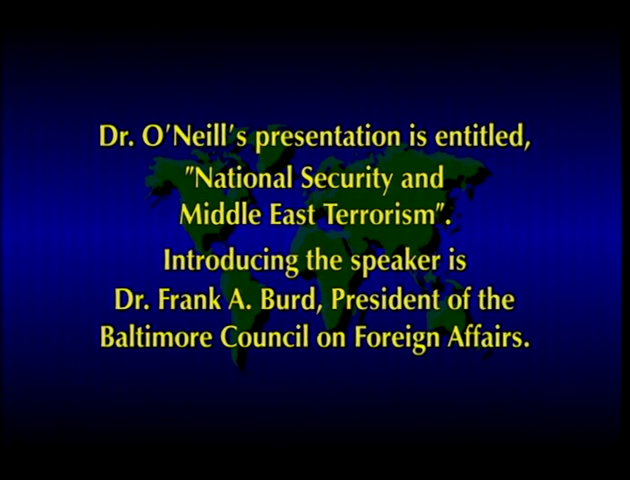 Dr. O'Neill's presentation is entitled,
"National Security and
Middle East Terrorism".
Introducing the speaker is
Dr. Frank A. Burd, President of the
Baltimore Council on Foreign Affairs.